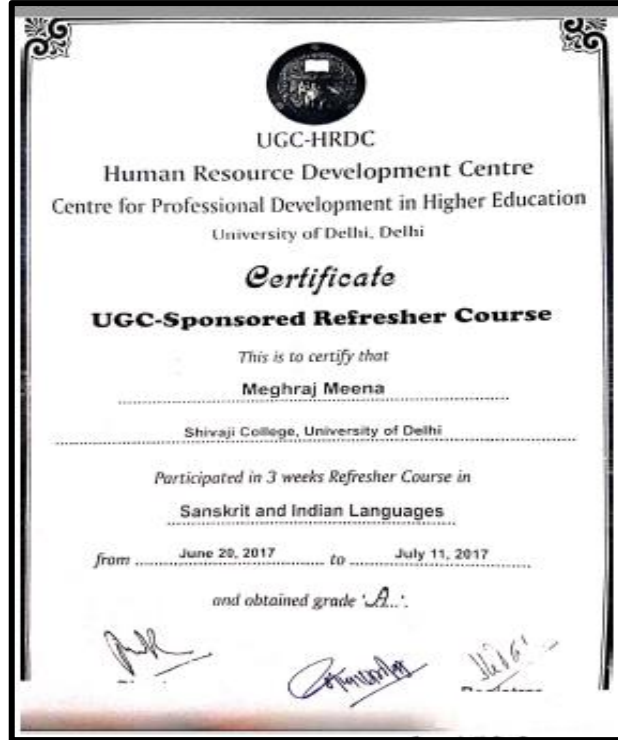 UGC-HRDC
Human Resource Development Centre
Centre for Professional Development in Higher Education
University of Delhi, Delhi
Certificate
UGC-Sponsored Refresher Course
This is to certify that
Meghraj Meena
Shivaji College, University of Delhi
Participated in 3 weeks Refresher Course in
Sanskrit and Indian Languages
from June 20, 2017 to July 11, 2017
and obtained grade 'A'.